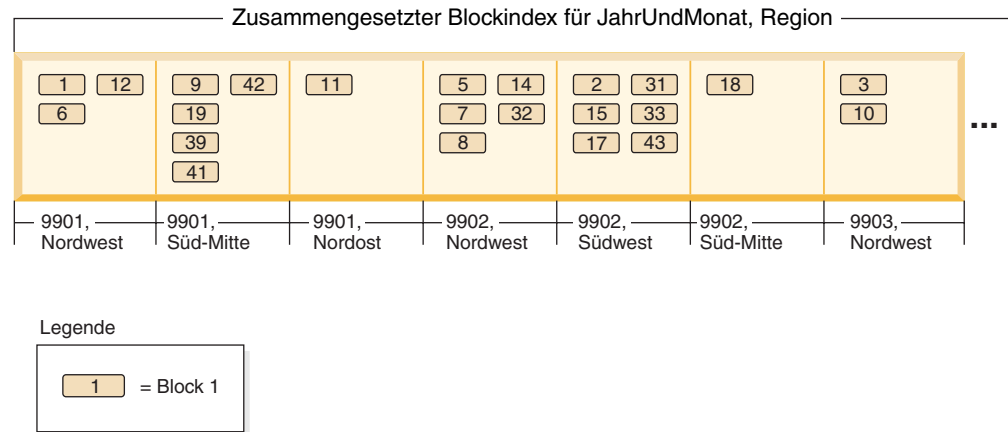 Zusammengesetzter Blockindex für JahrUndMonat, Region
1 12 9 42 11 5 14 2 31 18 3
6 19 7 32 15 33 10
39 8 17 43
41
...
9901, Nordwest
9901, Süd-Mitte
9901, Nordost
9902, Nordwest
9902, Südwest
9902, Süd-Mitte
9903, Nordwest
Legende
1 = Block 1